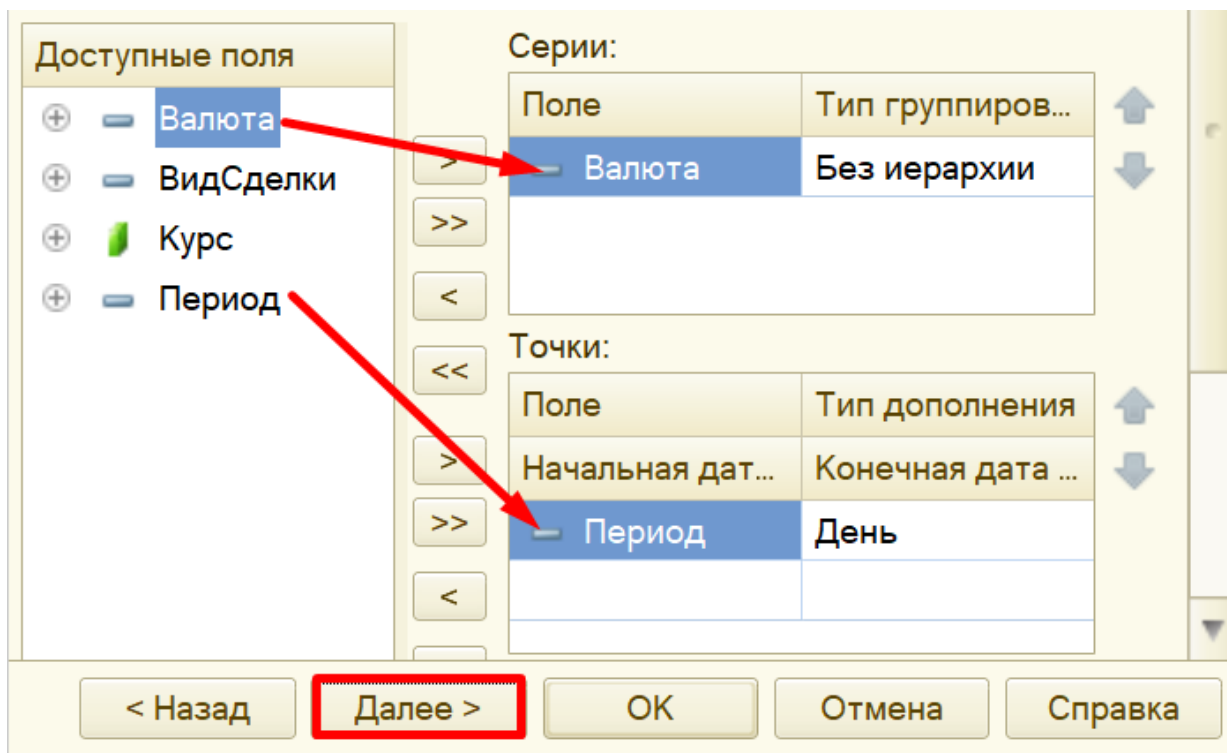 Доступные поля
Валюта
ВидСделки
Курс
Период
>
>>
<
<<
>
>>
<
Серии:
Поле Тип группиров...
Валюта Без иерархии
Точки:
Поле Тип дополнения
Начальная дат... Конечная дата ...
Период День
< Назад Далее > OK Отмена Справка